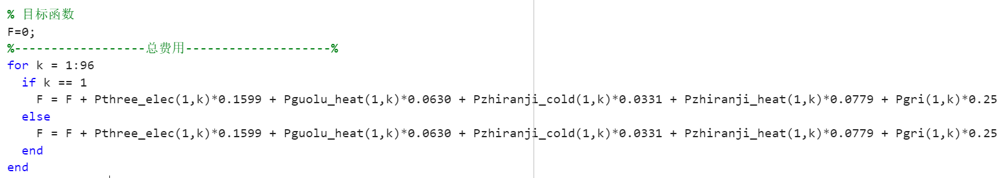 % 目标函数
F=0;
%------------------总费用--------------------%
for k = 1:96
if k == 1
F = F + Pthree_elec(1,k)*0.1599 + Pguolu_heat(1,k)*0.0630 + Pzhiranji_cold(1,k)*0.0331 + Pzhiranji_heat(1,k)*0.0779 + Pgri(1,k)*0.25
else
F = F + Pthree_elec(1,k)*0.1599 + Pguolu_heat(1,k)*0.0630 + Pzhiranji_cold(1,k)*0.0331 + Pzhiranji_heat(1,k)*0.0779 + Pgri(1,k)*0.25
end
end